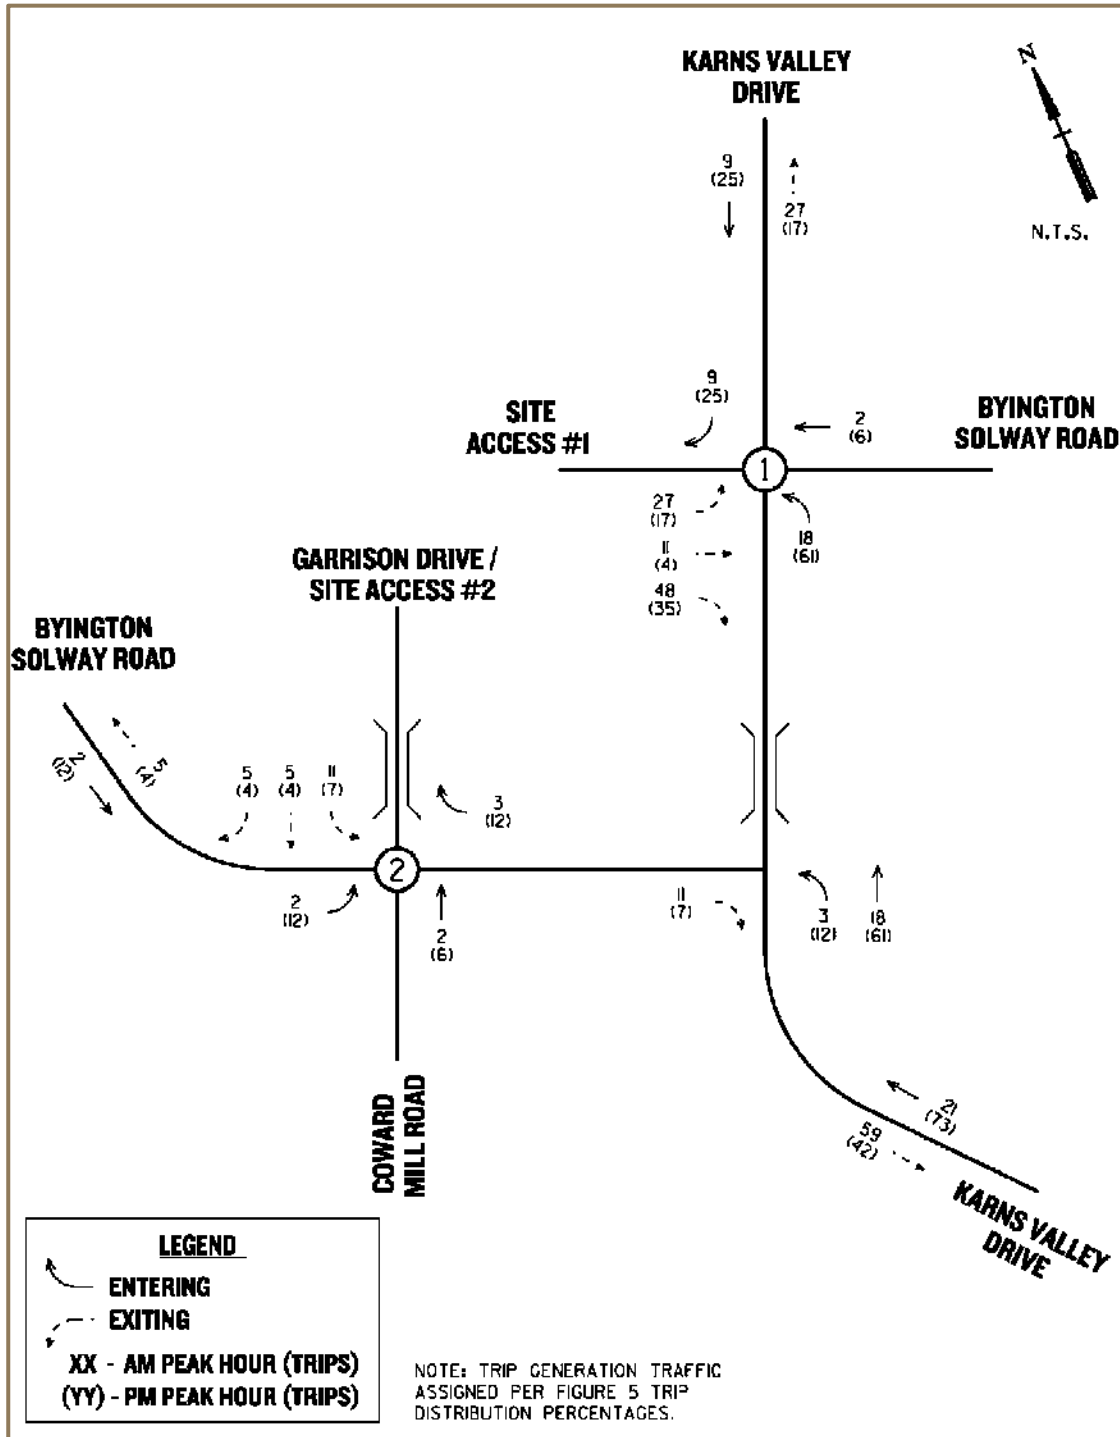 KARNS VALLEY
DRIVE
N
N.T.S.
9
(25)
27
(17)
9
(25)
SITE
ACCESS #1
2
(6)
BYINGTON
SOLWAY ROAD
1
27
(17)
11
(4)
48
(35)
18
(61)
GARRISON DRIVE /
SITE ACCESS #2
BYINGTON
SOLWAY ROAD
2
(12)
5
(4)
5
(4)
5
(4)
11
(7)
3
(12)
2
2
(12)
2
(6)
11
(7)
3
(12)
18
(61)
COWARD
MILL ROAD
21
(73)
59
(42)
KARNS VALLEY
DRIVE
LEGEND
ENTERING
EXITING
XX - AM PEAK HOUR (TRIPS)
(YY) - PM PEAK HOUR (TRIPS)
NOTE: TRIP GENERATION TRAFFIC
ASSIGNED PER FIGURE 5 TRIP
DISTRIBUTION PERCENTAGES.